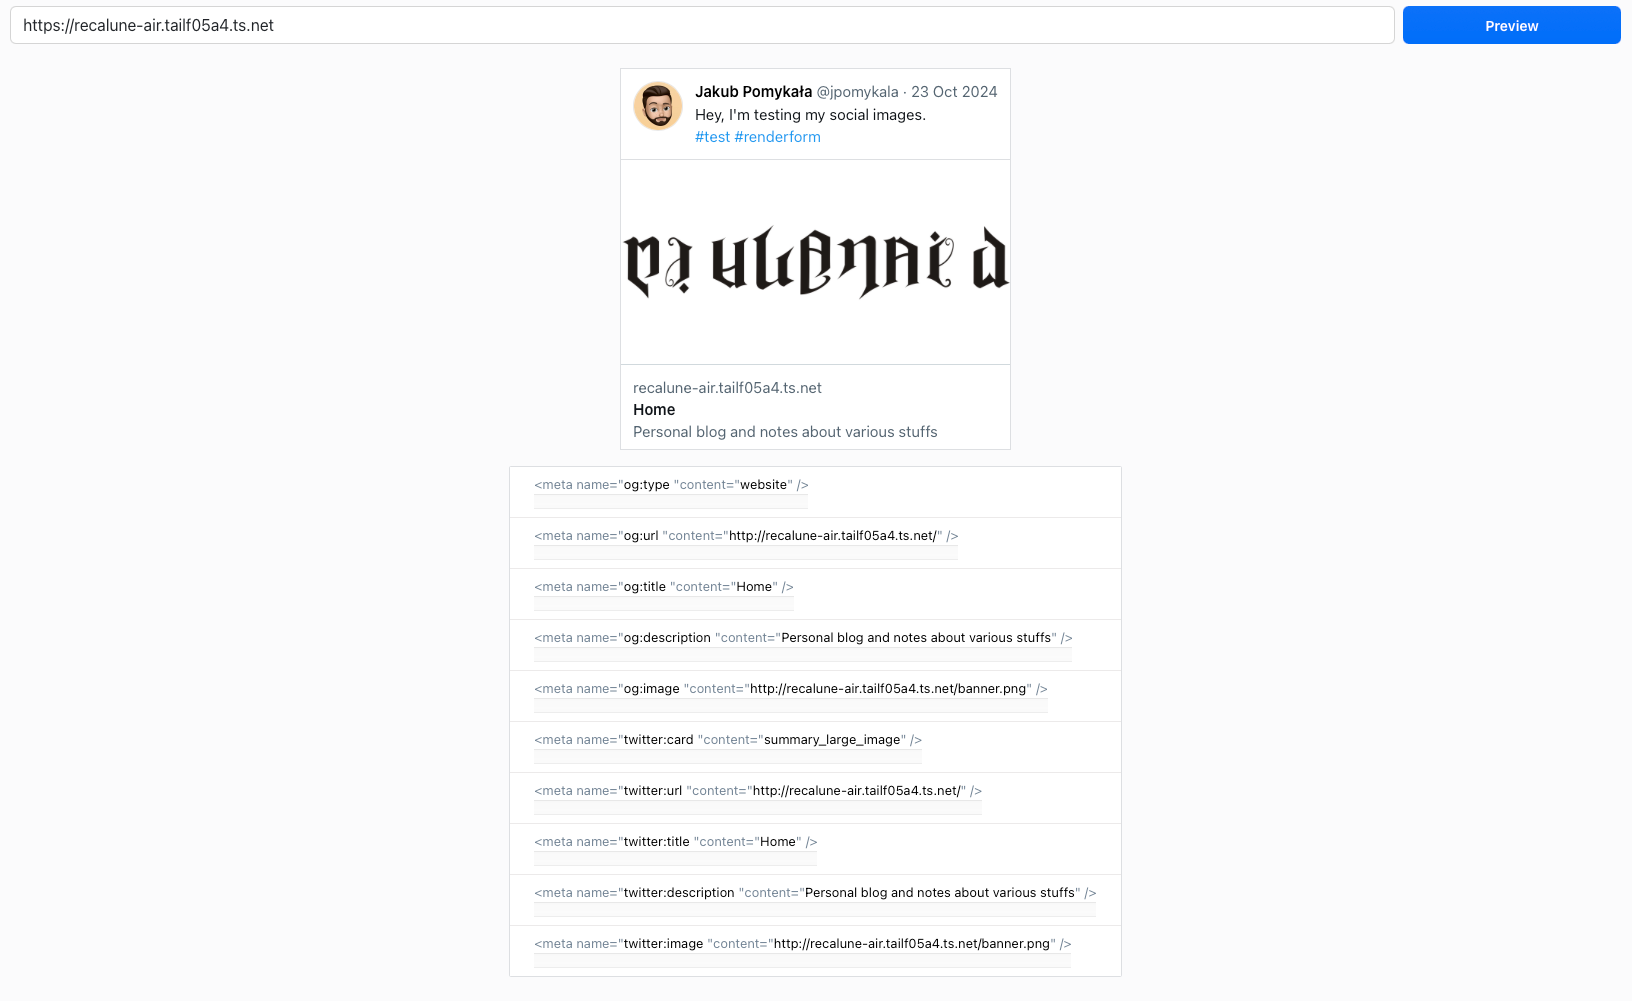 https://recalune-air.tailf05a4.ts.net
Preview
Jakub Pomykała @jpomykala · 23 Oct 2024
Hey, I'm testing my social images.
#test #renderform
recalune-air.tailf05a4.ts.net
Home
Personal blog and notes about various stuffs
<meta name="og:type "content="website" />
<meta name="og:url "content="http://recalune-air.tailf05a4.ts.net/" />
<meta name="og:title "content="Home" />
<meta name="og:description "content="Personal blog and notes about various stuffs" />
<meta name="og:image "content="http://recalune-air.tailf05a4.ts.net/banner.png" />
<meta name="twitter:card "content="summary_large_image" />
<meta name="twitter:url "content="http://recalune-air.tailf05a4.ts.net/" />
<meta name="twitter:title "content="Home" />
<meta name="twitter:description "content="Personal blog and notes about various stuffs" />
<meta name="twitter:image "content="http://recalune-air.tailf05a4.ts.net/banner.png" />